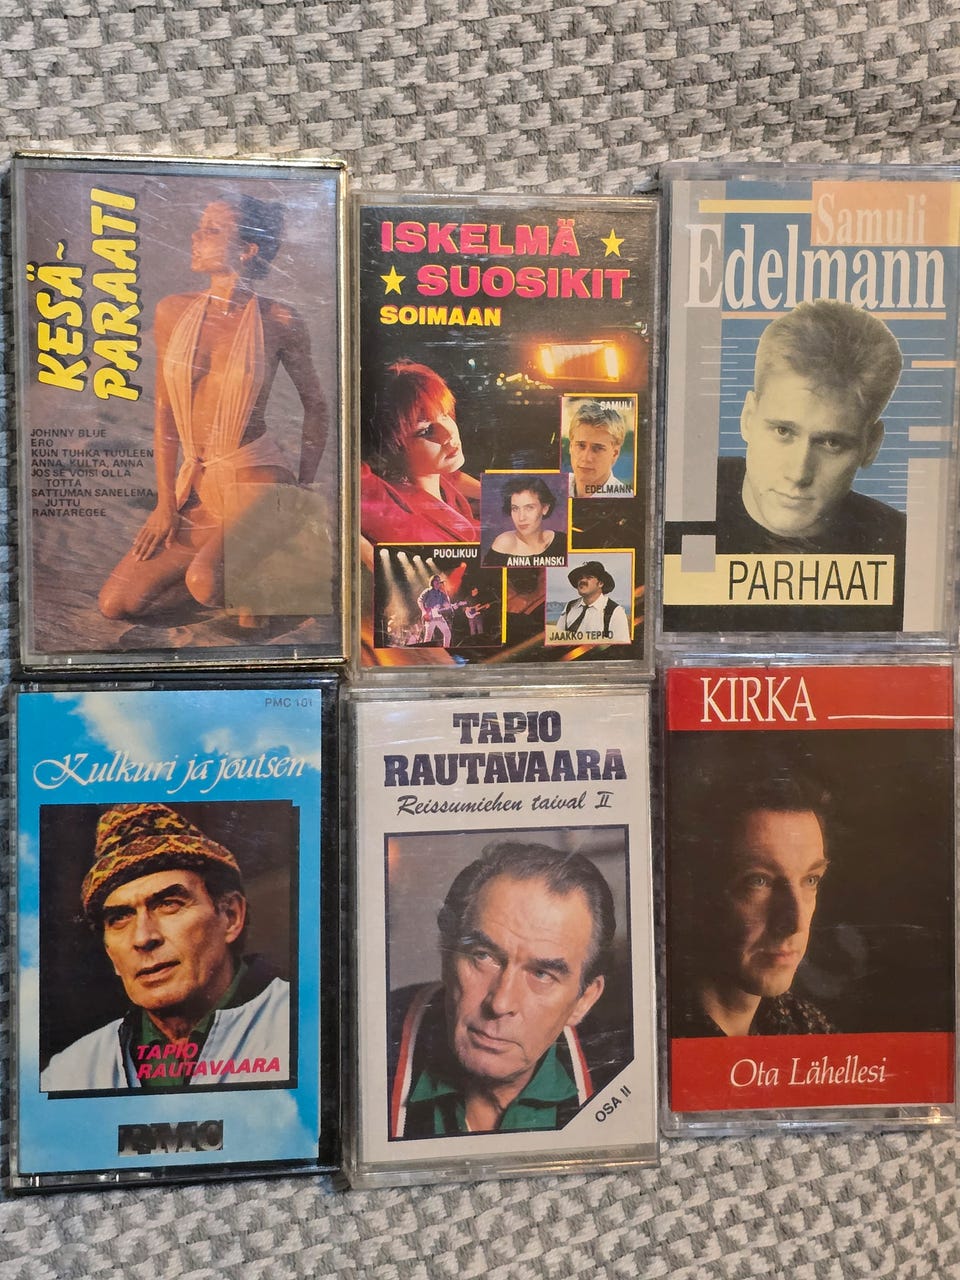 KESÄ-
PARAATI
JOHNNY BLUE
ERO
KUIN TUHKA TUULEEN
ANNA, KULTA, ANNA
JOS SE VOISI OLLA
TOTTA
SATTUMAN SANELEMA
JUTTU
RANTAREGEE
ISKELMÄ
SUOSIKIT
SOIMAAN
SAMULI
EDELMANN
PUOLIKUU
ANNA HANSKI
JAAKKO TEPPO
Samuli
Edelmann
PARHAAT
PMC 101
Kulkuri ja joutsen
TAPIO
RAUTAVAARA
PMC
TAPIO
RAUTAVAARA
Reissumiehen taival II
OSA II
KIRKA
Ota Lähellesi